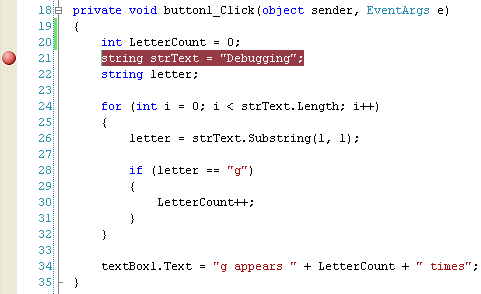 18 private void button1_Click(object sender, EventArgs e)
19 {
20 int LetterCount = 0;
21 string strText = "Debugging";
22 string letter;
23
24 for (int i = 0; i < strText.Length; i++)
25 {
26 letter = strText.Substring(1, 1);
27
28 if (letter == "g")
29 {
30 LetterCount++;
31 }
32 }
33
34 textBox1.Text = "g appears " + LetterCount + " times";
35 }